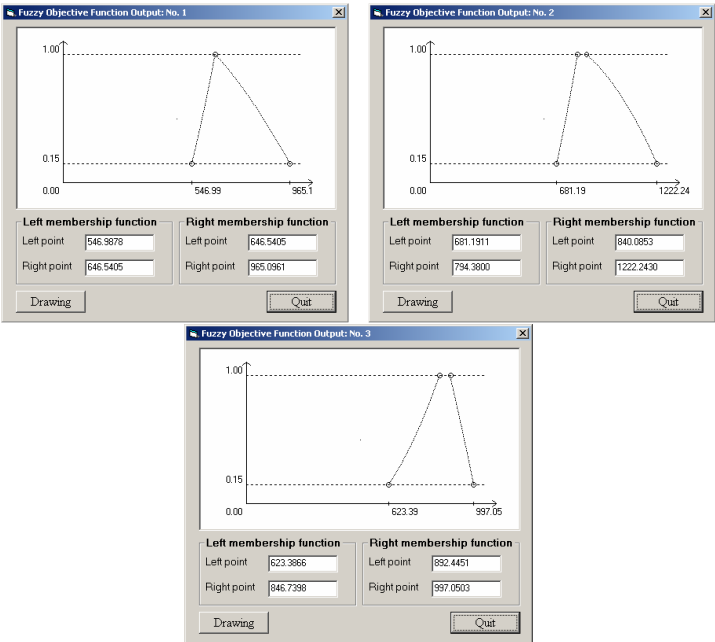 Fuzzy Objective Function Output: No. 1
1.00
0.15
0.00
546.99
965.1
Left membership function
Left point 546.9878
Right point 646.5405
Right membership function
Left point 646.5405
Right point 965.0961
Drawing
Quit
Fuzzy Objective Function Output: No. 2
1.00
0.15
0.00
681.19
1222.24
Left membership function
Left point 681.1911
Right point 794.3800
Right membership function
Left point 840.0853
Right point 1222.2430
Drawing
Quit
Fuzzy Objective Function Output: No. 3
1.00
0.15
0.00
623.39
997.05
Left membership function
Left point 623.3866
Right point 846.7398
Right membership function
Left point 892.4451
Right point 997.0503
Drawing
Quit